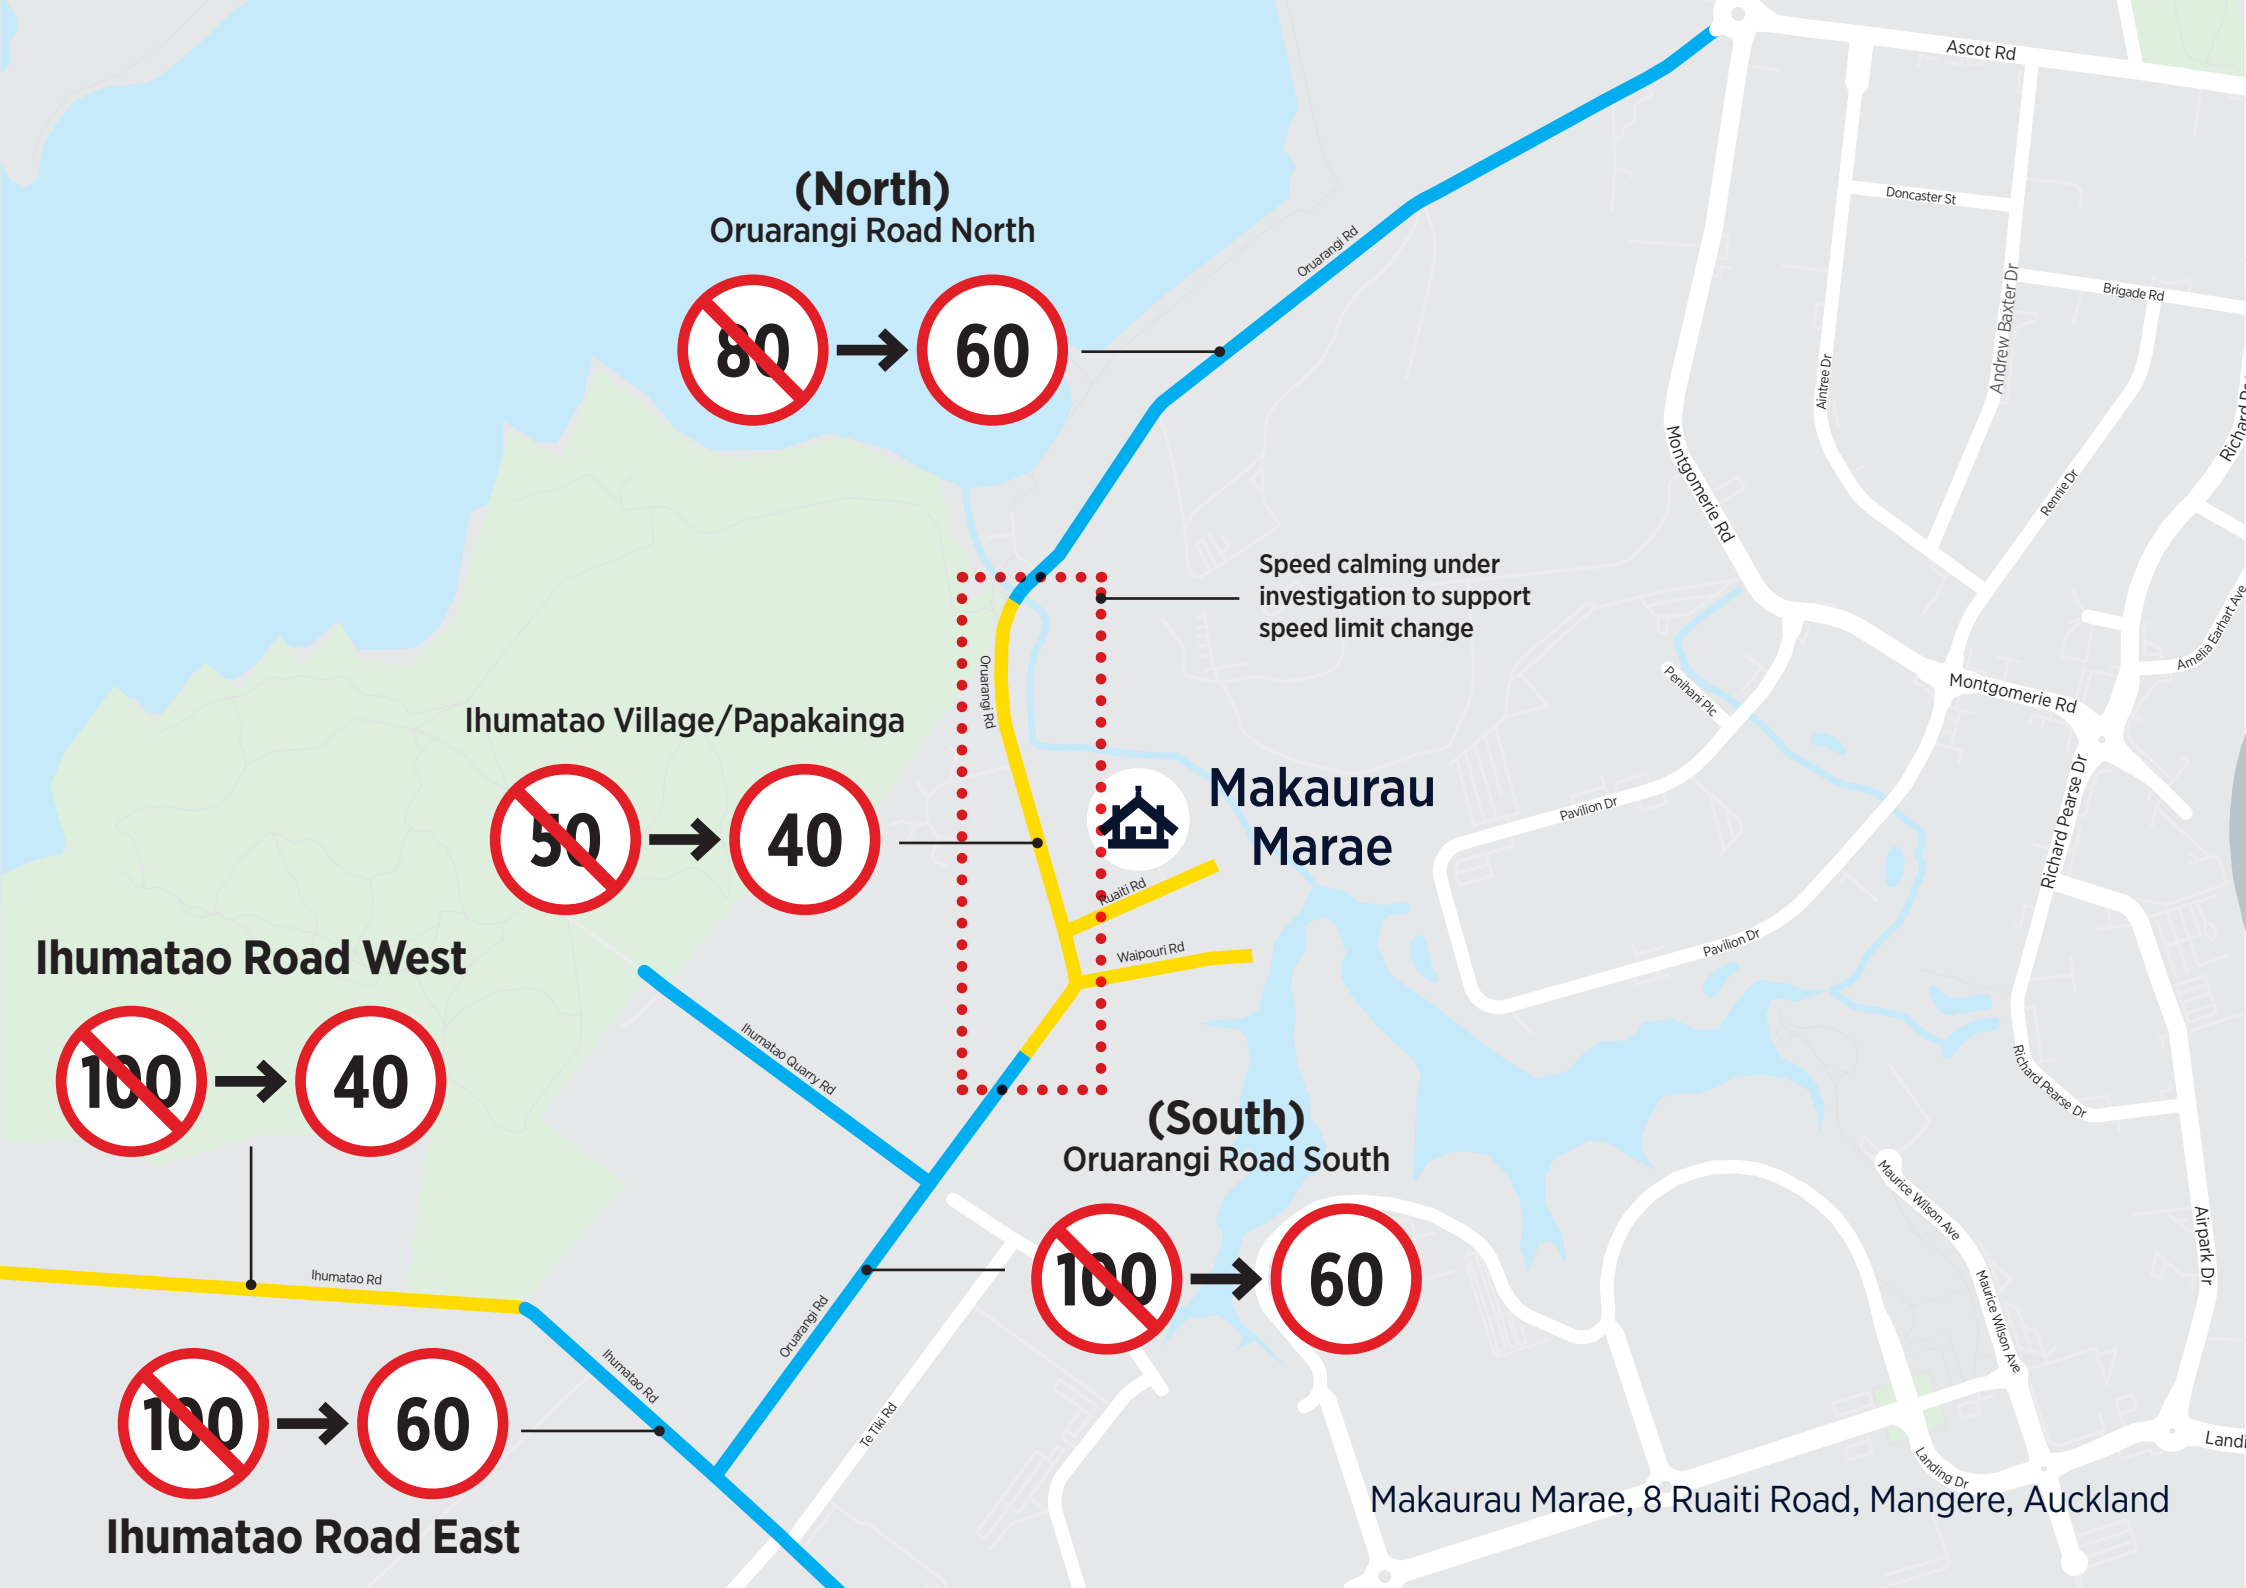 Ascot Rd
Doncaster St
Andrew Baxter Dr
Brigade Rd
Aintree Dr
Rennie Dr
(North)
Oruarangi Road North
80
60
Oruarangi Rd
Montgomerie Rd
Speed calming under
investigation to support
speed limit change
Amelia Earhart Ave
Penihani Plc
Montgomerie Rd
Oruarangi Rd
Ihumatao Village/Papakainga
50
40
Makaurau
Marae
Pavilion Dr
Richard Pearse Dr
Ruaiti Rd
Waipouri Rd
Pavilion Dr
Ihumatao Road West
100
40
Ihumatao Quarry Rd
Richard Pearse Dr
(South)
Oruarangi Road South
100
60
Maurice Wilson Ave
Airpark Dr
Maurice Wilson Ave
Ihumatao Rd
Oruarangi Rd
Ihumatao Rd
100
60
Ihumatao Road East
Te Tiki Rd
Landing Dr
Makaurau Marae, 8 Ruaiti Road, Mangere, Auckland
Richard
Landi